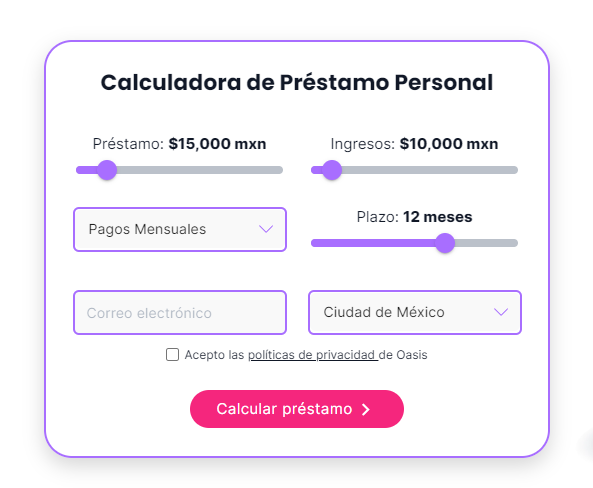 Calculadora de Préstamo Personal
Préstamo: $15,000 mxn
Ingresos: $10,000 mxn
Pagos Mensuales
Plazo: 12 meses
Correo electrónico
Ciudad de México
Acepto las políticas de privacidad de Oasis
Calcular préstamo